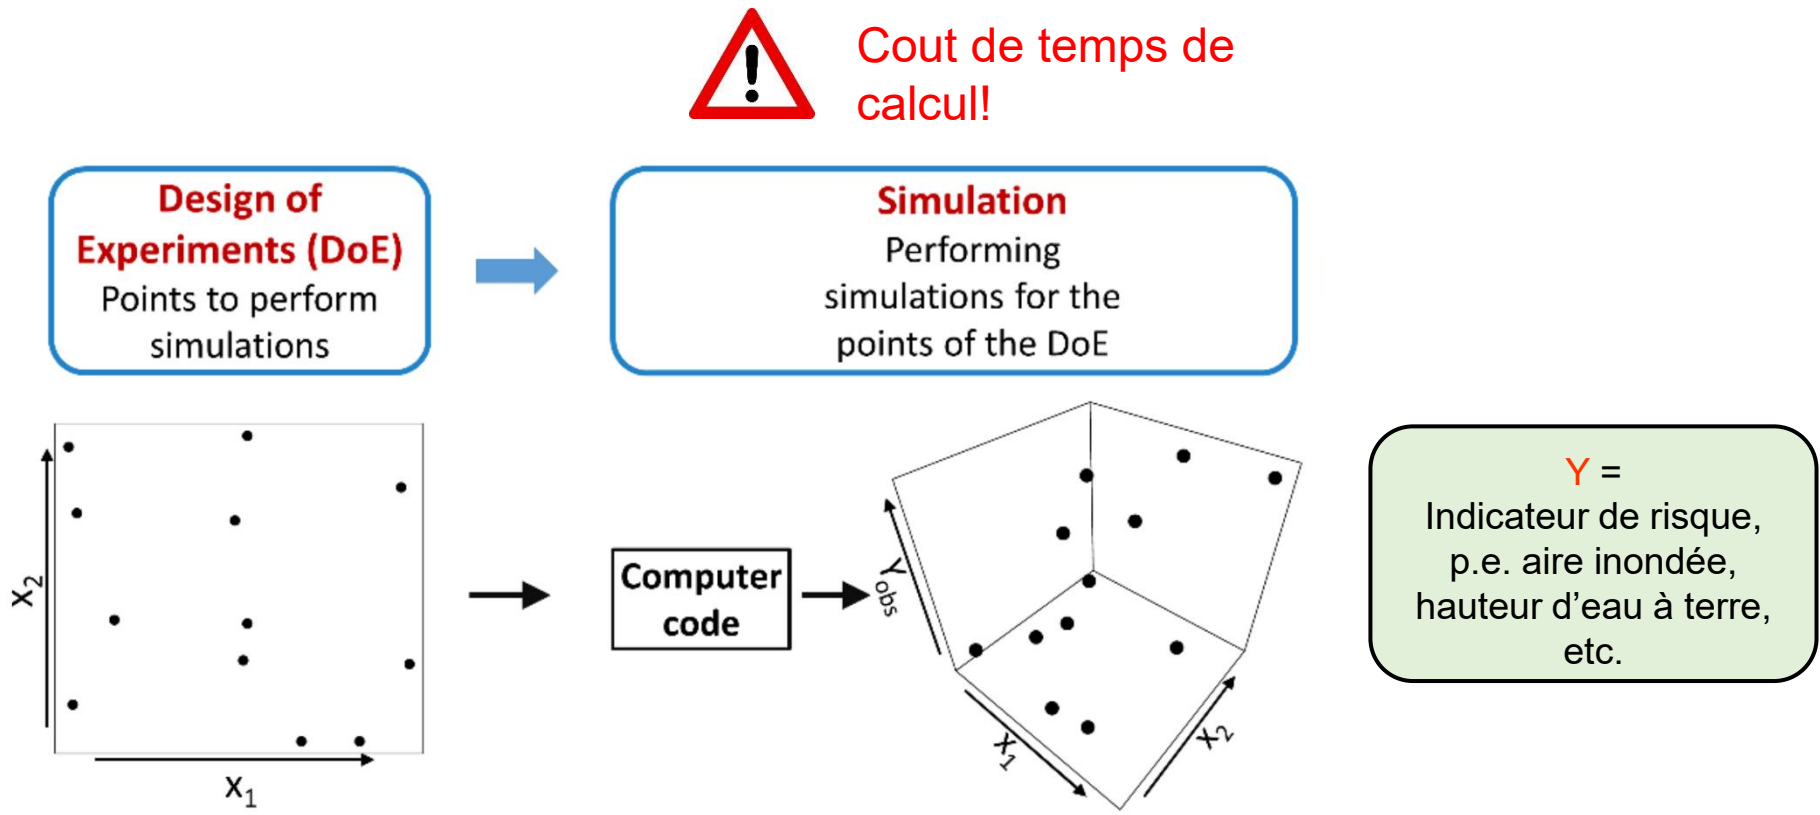 Cout de temps de
calcul!
Design of
Experiments (DoE)
Points to perform
simulations
Simulation
Performing
simulations for the
points of the DoE
x2
x1
Computer
code
Yobs
x1
x2
Y =
Indicateur de risque,
p.e. aire inondée,
hauteur d’eau à terre,
etc.